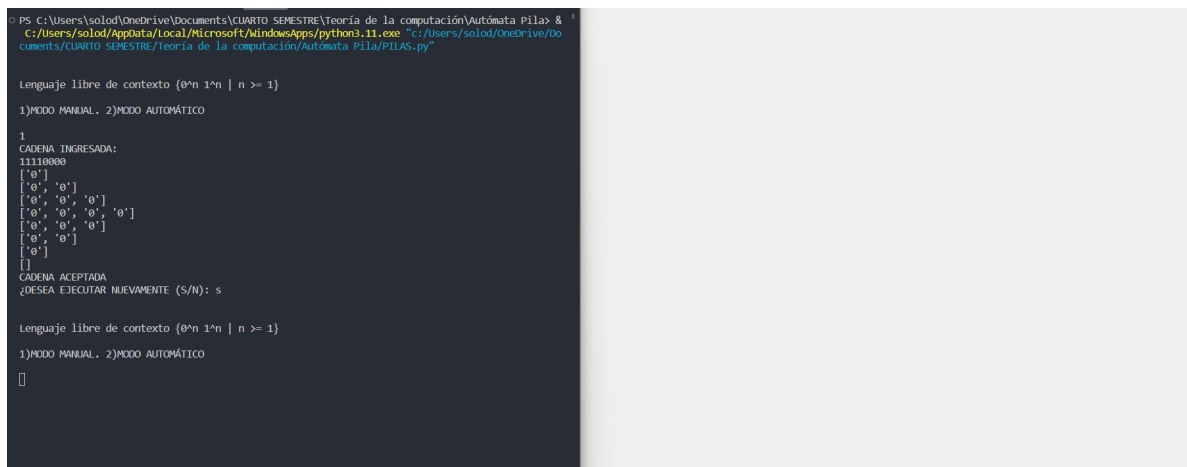 PS C:\Users\solod\OneDrive\Documents\CUARTO SEMESTRE\Teoría de la computación\Autómata Pila> &
C:/Users/solod/AppData/Local/Microsoft/WindowsApps/python3.11.exe "c:/Users/solod/OneDrive/Do
cuments/CUARTO SEMESTRE/Teoría de la computación/Autómata Pila/PILAS.py"
Lenguaje libre de contexto {0^n 1^n | n >= 1}
1)MODO MANUAL. 2)MODO AUTOMÁTICO
1
CADENA INGRESADA:
11110000
['0']
['0', '0']
['0', '0', '0']
['0', '0', '0', '0']
['0', '0', '0']
['0', '0']
['0']
[]
CADENA ACEPTADA
¿DESEA EJECUTAR NUEVAMENTE (S/N): s
Lenguaje libre de contexto {0^n 1^n | n >= 1}
1)MODO MANUAL. 2)MODO AUTOMÁTICO